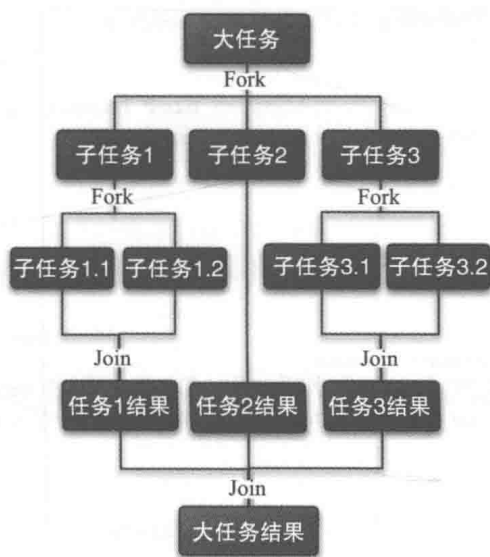 大任务
Fork
子任务1
子任务2
子任务3
Fork
Fork
子任务1.1
子任务1.2
子任务3.1
子任务3.2
Join
Join
任务1结果
任务2结果
任务3结果
Join
大任务结果